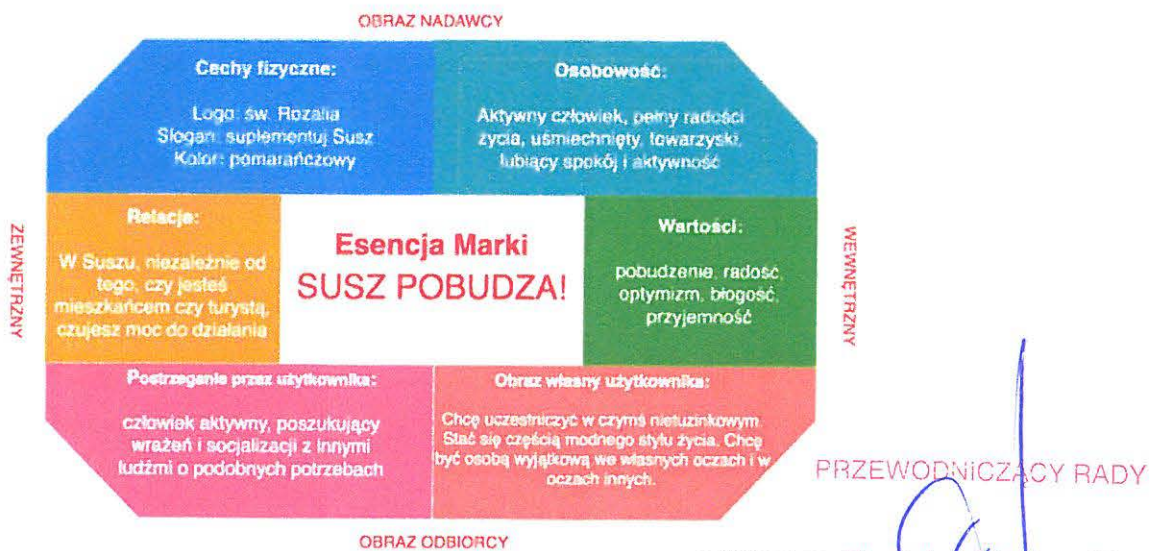 OBRAZ NADAWCY
Cechy fizyczne:
Logo: św. Rozalia
Slogan: suplementuj Susz
Kolor: pomarańczowy
Osobowość:
Aktywny człowiek, pełny radości
życia, uśmiechnięty, towarzyski,
lubiący spokój i aktywność
ZEWNĘTRZNY
Relacje:
W Suszu, niezależnie od
tego, czy jesteś
mieszkańcem czy turystą,
czujesz moc do działania
Esencja Marki
SUSZ POBUDZA!
Wartości:
pobudzenie, radość,
optymizm, błogość,
przyjemność
WEWNĘTRZNY
Postrzeganie przez użytkownika:
człowiek aktywny, poszukujący
wrażeń i socjalizacji z innymi
ludźmi o podobnych potrzebach
Obraz własny użytkownika:
Chcę uczestniczyć w czymś nietuzinkowym
Stać się częścią modnego stylu życia. Chcę
być osobą wyjątkową we własnych oczach i w
oczach innych.
OBRAZ ODBIORCY
PRZEWODNICZĄCY RADY